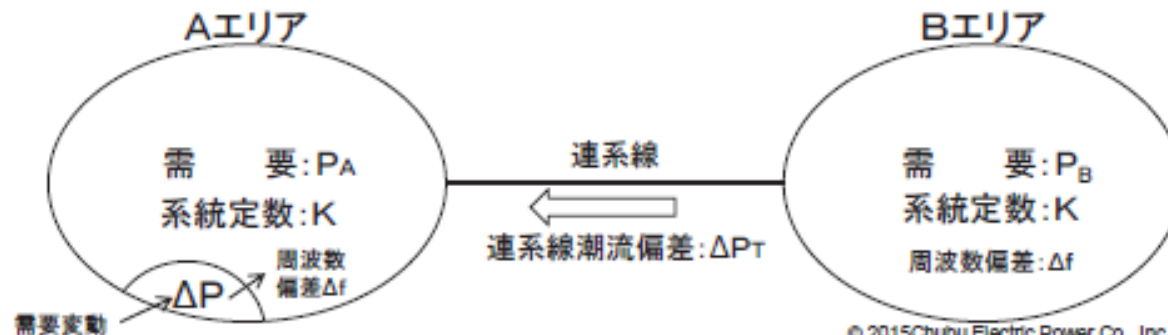 Aエリア
Bエリア
需　要:PA
系統定数:K
ΔP
周波数
偏差Δf
需要変動
連系線
連系線潮流偏差:ΔPT
需　要:PB
系統定数:K
周波数偏差:Δf
© 2015Chubu Electric Power Co., Inc.